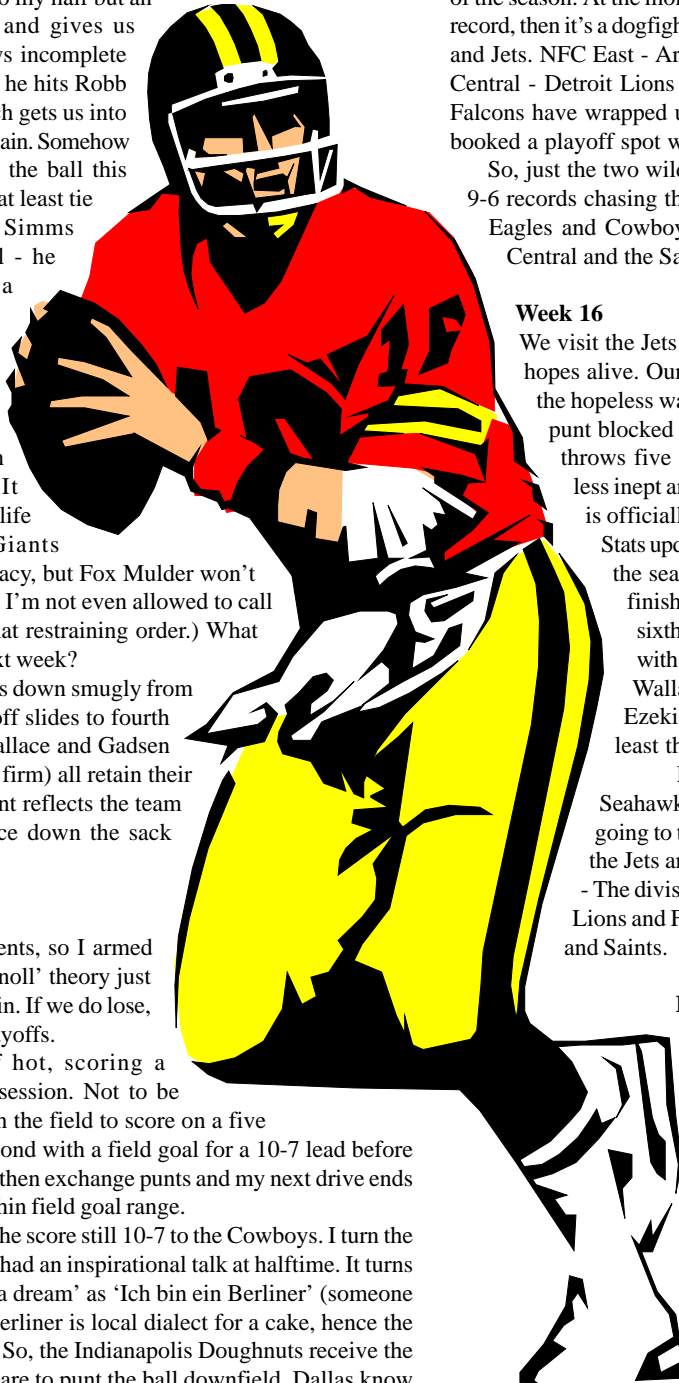 my half but an
and gives us
s incomplete
he hits Robb
h gets us into
ain. Somehow
the ball this
at least tie
Simms
l - he
a
n
It
life
Giants
acy, but Fox Mulder won't
I'm not even allowed to call
at restraining order.) What
xt week?
s down smugly from
off slides to fourth
allace and Gadsen
firm) all retain their
nt reflects the team
ce down the sack
ents, so I armed
noll' theory just
in. If we do lose,
yoffs.
f hot, scoring a
session. Not to be
n the field to score on a five
ond with a field goal for a 10-7 lead before
then exchange punts and my next drive ends
hin field goal range.
he score still 10-7 to the Cowboys. I turn the
had an inspirational talk at halftime. It turns
a dream' as 'Ich bin ein Berliner' (someone
erliner is local dialect for a cake, hence the
So, the Indianapolis Doughnuts receive the
are to punt the ball downfield. Dallas know
of the season. At the mo
record, then it's a dogfigh
and Jets. NFC East - Ar
Central - Detroit Lions
Falcons have wrapped u
booked a playoff spot w
So, just the two wild
9-6 records chasing th
Eagles and Cowboy
Central and the Sa
Week 16
We visit the Jets
hopes alive. Our
the hopeless wa
punt blocked
throws five
less inept an
is officially
Stats upd
the sea
finish
sixth
with
Walla
Ezeki
least th
Seahawk
going to t
the Jets an
- The divis
Lions and F
and Saints.